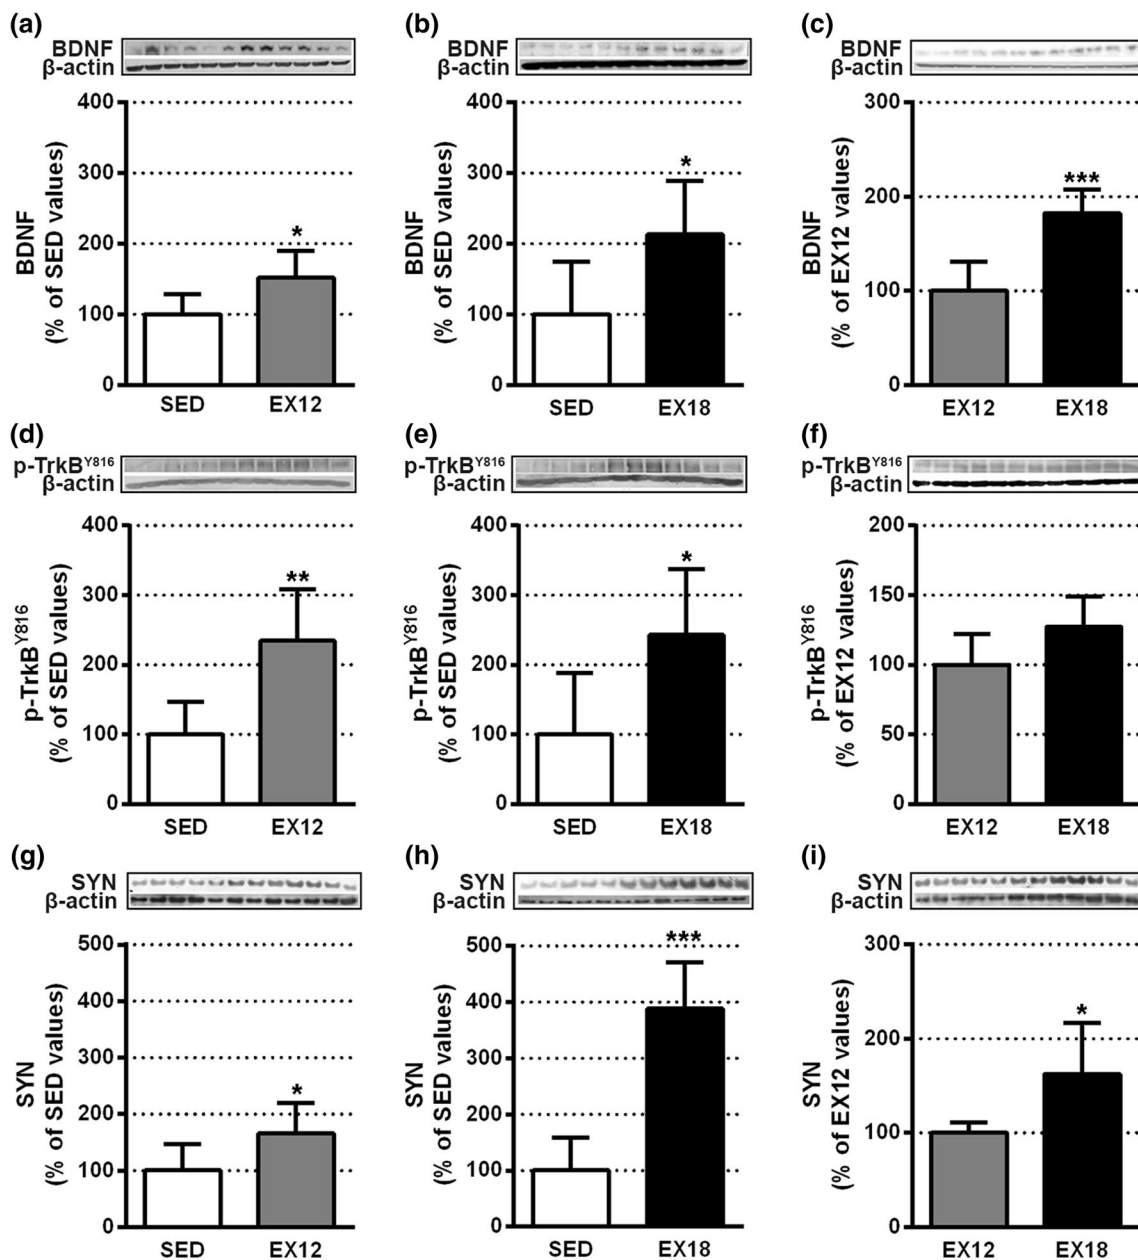 (a)
BDNF
β-actin
400
300
200
100
0
BDNF
(% of SED values)
*
SED EX12
(b)
BDNF
β-actin
400
300
200
100
0
BDNF
(% of SED values)
*
SED EX18
(c)
BDNF
β-actin
300
200
100
0
BDNF
(% of EX12 values)
***
EX12 EX18
(d)
p-TrkBY816
β-actin
400
300
200
100
0
p-TrkBY816
(% of SED values)
**
SED EX12
(e)
p-TrkBY816
β-actin
400
300
200
100
0
p-TrkBY816
(% of SED values)
*
SED EX18
(f)
p-TrkBY816
β-actin
200
150
100
50
0
p-TrkBY816
(% of EX12 values)
EX12 EX18
(g)
SYN
β-actin
500
400
300
200
100
0
SYN
(% of SED values)
*
SED EX12
(h)
SYN
β-actin
500
400
300
200
100
0
SYN
(% of SED values)
***
SED EX18
(i)
SYN
β-actin
300
200
100
0
SYN
(% of EX12 values)
*
EX12 EX18